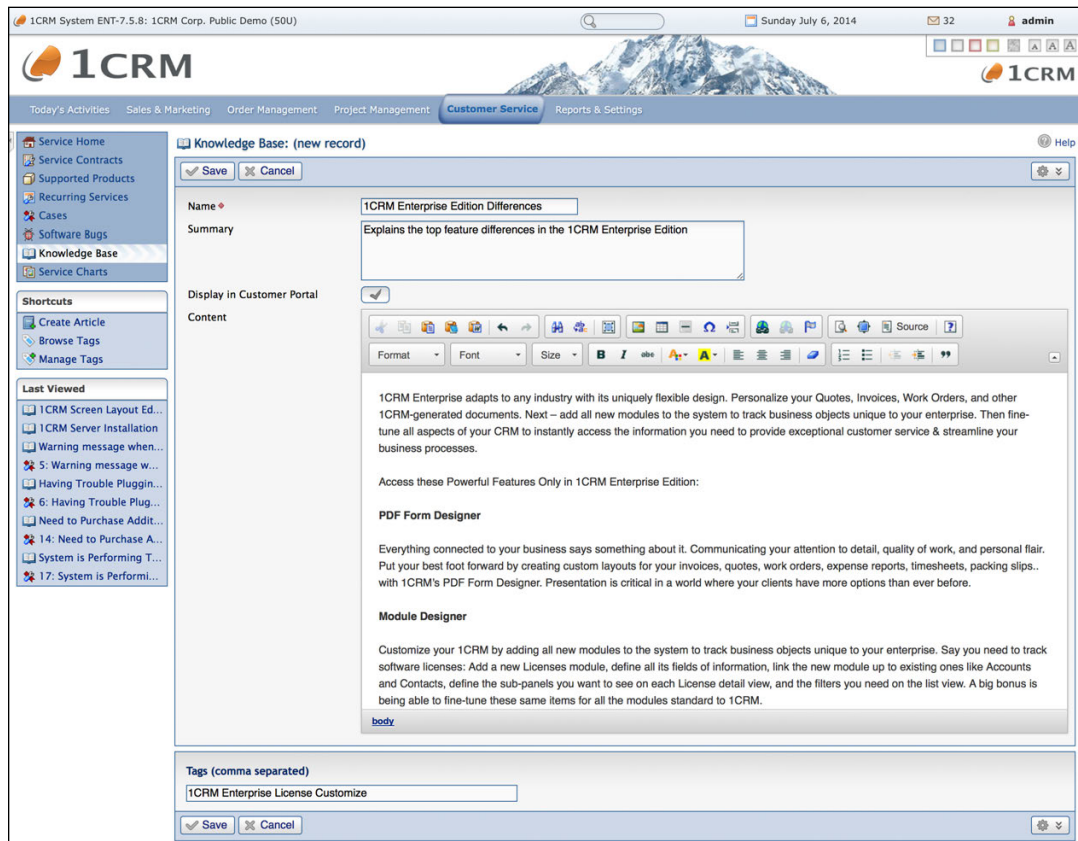 1CRM System ENT-7.5.8: 1CRM Corp. Public Demo (50U)
Sunday July 6, 2014
32
admin
1CRM
A A A
1CRM
Today's Activities Sales & Marketing Order Management Project Management Customer Service Reports & Settings
Service Home
Service Contracts
Supported Products
Recurring Services
Cases
Software Bugs
Knowledge Base
Service Charts
Shortcuts
Create Article
Browse Tags
Manage Tags
Last Viewed
1CRM Screen Layout Ed...
1CRM Server Installation
Warning message when...
5: Warning message w...
Having Trouble Pluggin...
6: Having Trouble Plug...
Need to Purchase Addit...
14: Need to Purchase A...
System is Performing T...
17: System is Performi...
Knowledge Base: (new record)
Help
Save Cancel
Name
1CRM Enterprise Edition Differences
Summary
Explains the top feature differences in the 1CRM Enterprise Edition
Display in Customer Portal
Content
Source
Format Font Size B I abc A A
1CRM Enterprise adapts to any industry with its uniquely flexible design. Personalize your Quotes, Invoices, Work Orders, and other
1CRM-generated documents. Next – add all new modules to the system to track business objects unique to your enterprise. Then fine-
tune all aspects of your CRM to instantly access the information you need to provide exceptional customer service & streamline your
business processes.
Access these Powerful Features Only in 1CRM Enterprise Edition:
PDF Form Designer
Everything connected to your business says something about it. Communicating your attention to detail, quality of work, and personal flair.
Put your best foot forward by creating custom layouts for your invoices, quotes, work orders, expense reports, timesheets, packing slips..
with 1CRM's PDF Form Designer. Presentation is critical in a world where your clients have more options than ever before.
Module Designer
Customize your 1CRM by adding all new modules to the system to track business objects unique to your enterprise. Say you need to track
software licenses: Add a new Licenses module, define all its fields of information, link the new module up to existing ones like Accounts
and Contacts, define the sub-panels you want to see on each License detail view, and the filters you need on the list view. A big bonus is
being able to fine-tune these same items for all the modules standard to 1CRM.
body
Tags (comma separated)
1CRM Enterprise License Customize
Save Cancel